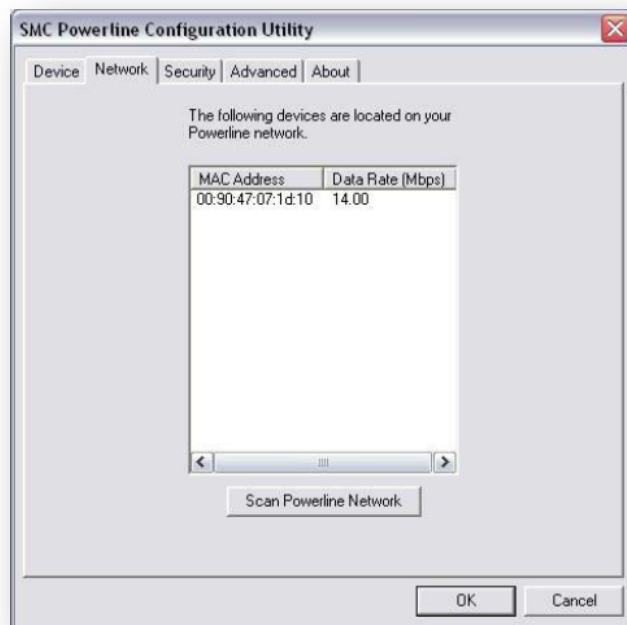 SMC Powerline Configuration Utility
Device Network Security Advanced About
The following devices are located on your
Powerline network.
MAC Address Data Rate (Mbps)
00:90:47:07:1d:10 14.00
Scan Powerline Network
OK Cancel